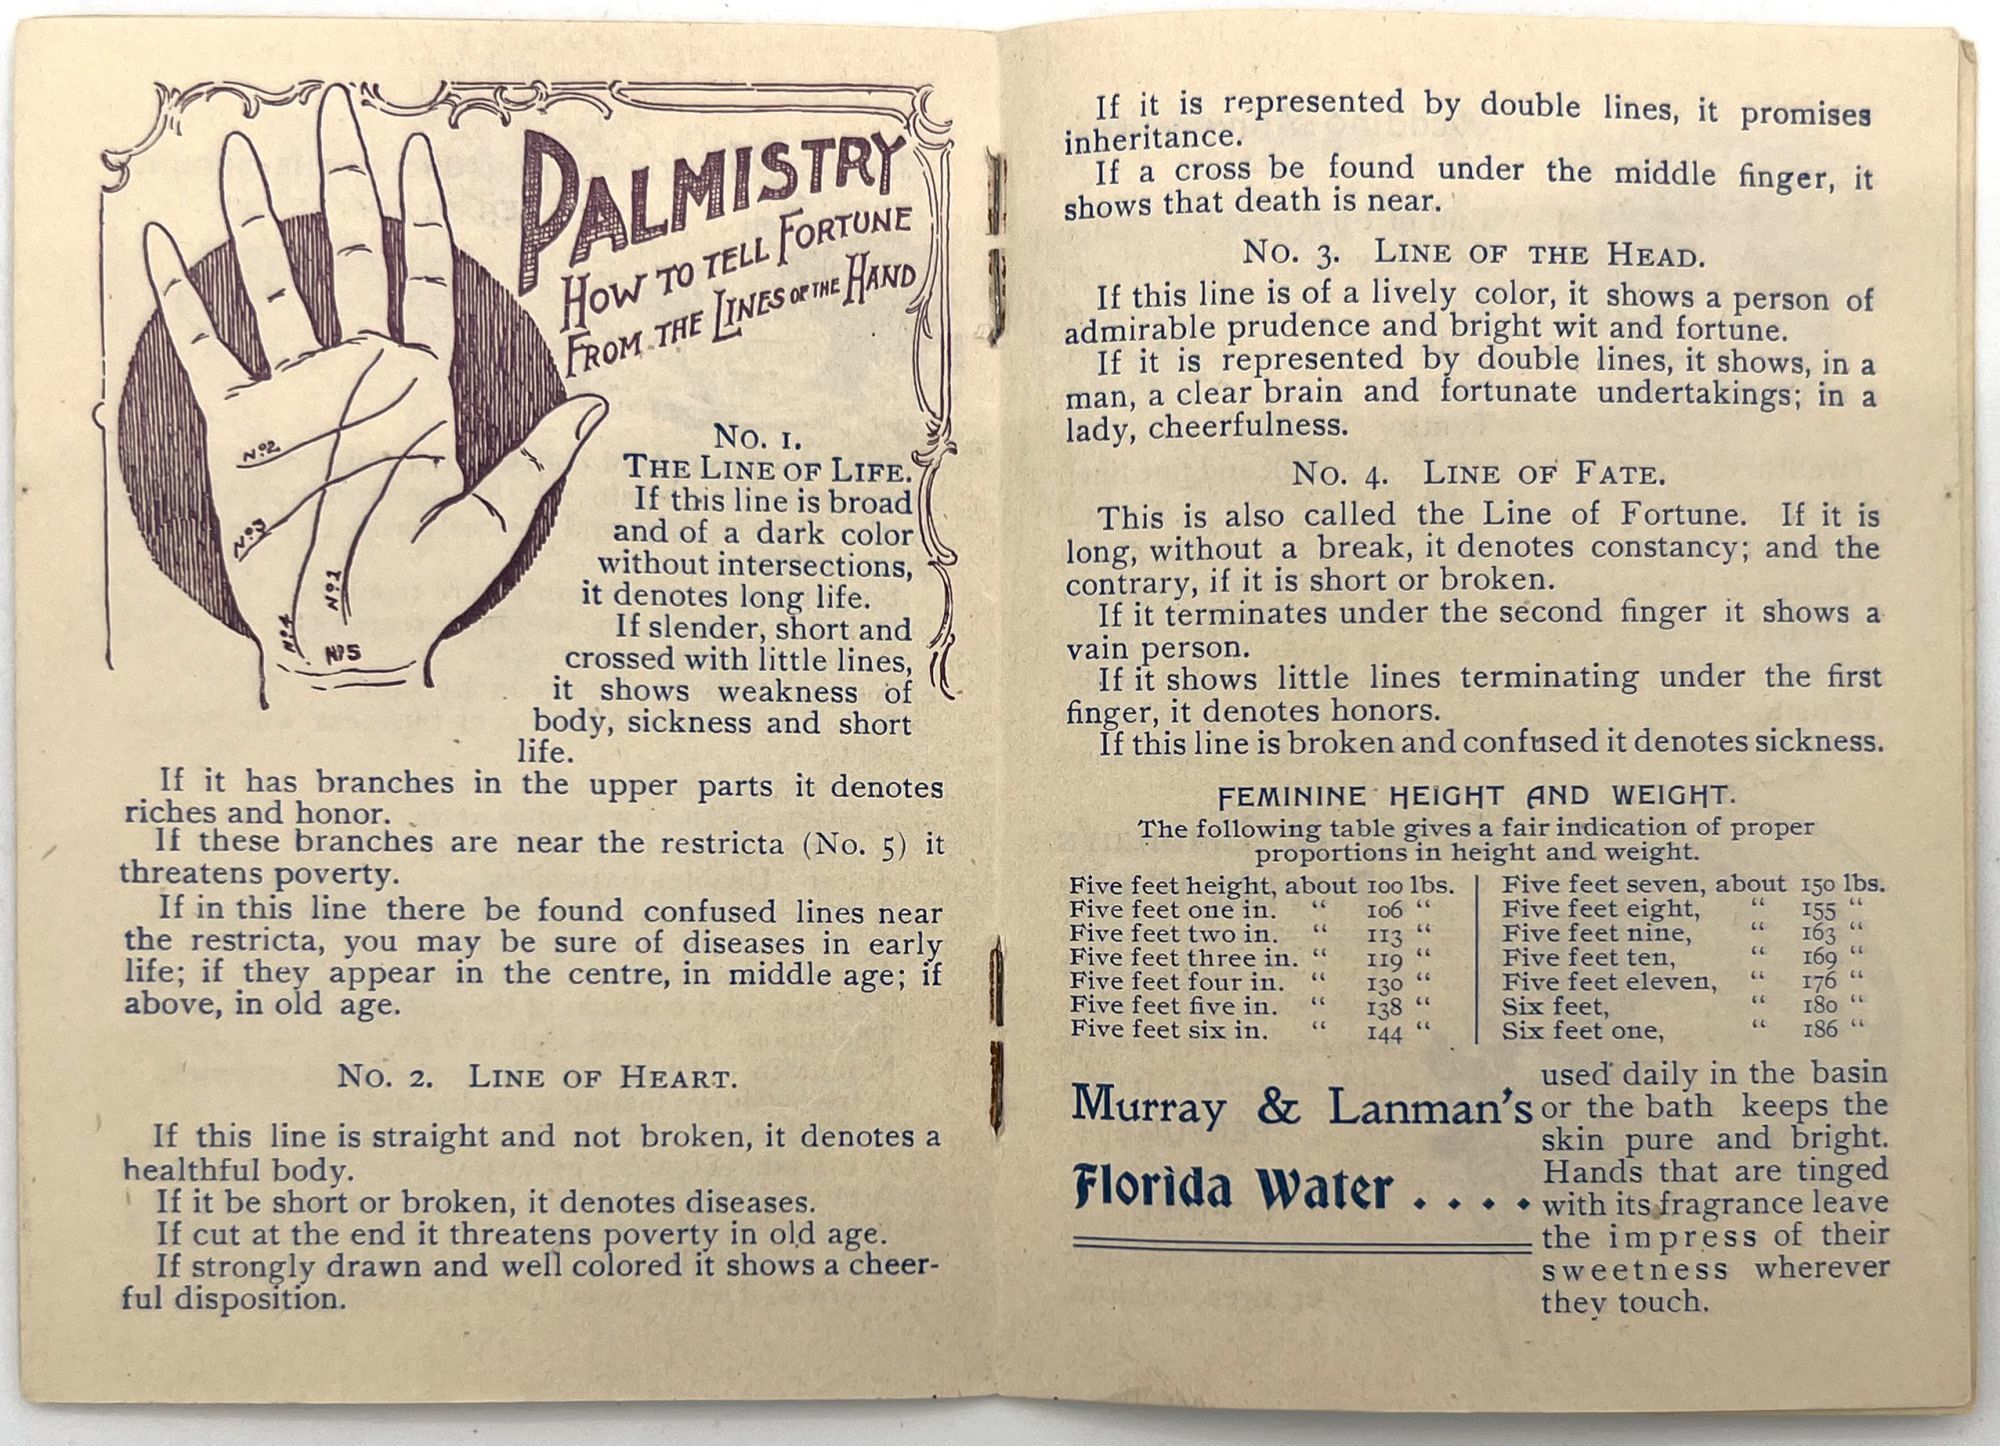 PALMISTRY
HOW TO TELL FORTUNE
FROM THE LINES OF THE HAND
No. 2
No. 3
No. 1
No. 4
No. 5
No. 1.
THE LINE OF LIFE.
If this line is broad
and of a dark color
without intersections,
it denotes long life.
If slender, short and
crossed with little lines,
it shows weakness of
body, sickness and short
life.
If it has branches in the upper parts it denotes
riches and honor.
If these branches are near the restricta (No. 5) it
threatens poverty.
If in this line there be found confused lines near
the restricta, you may be sure of diseases in early
life; if they appear in the centre, in middle age; if
above, in old age.
No. 2. LINE OF HEART.
If this line is straight and not broken, it denotes a
healthful body.
If it be short or broken, it denotes diseases.
If cut at the end it threatens poverty in old age.
If strongly drawn and well colored it shows a cheer-
ful disposition.
If it is represented by double lines, it promises
inheritance.
If a cross be found under the middle finger, it
shows that death is near.
No. 3. LINE OF THE HEAD.
If this line is of a lively color, it shows a person of
admirable prudence and bright wit and fortune.
If it is represented by double lines, it shows, in a
man, a clear brain and fortunate undertakings; in a
lady, cheerfulness.
No. 4. LINE OF FATE.
This is also called the Line of Fortune. If it is
long, without a break, it denotes constancy; and the
contrary, if it is short or broken.
If it terminates under the second finger it shows a
vain person.
If it shows little lines terminating under the first
finger, it denotes honors.
If this line is broken and confused it denotes sickness.
FEMININE HEIGHT AND WEIGHT.
The following table gives a fair indication of proper
proportions in height and weight.
Five feet height, about 100 lbs.
Five feet one in. “ 106 “
Five feet two in. “ 113 “
Five feet three in. “ 119 “
Five feet four in. “ 130 “
Five feet five in. “ 138 “
Five feet six in. “ 144 “
Five feet seven, about 150 lbs.
Five feet eight, “ 155 “
Five feet nine, “ 163 “
Five feet ten, “ 169 “
Five feet eleven, “ 176 “
Six feet, “ 180 “
Six feet one, “ 186 “
Murray & Lanman's
Florida Water . . . .
used daily in the basin
or the bath keeps the
skin pure and bright.
Hands that are tinged
with its fragrance leave
the impress of their
sweetness wherever
they touch.